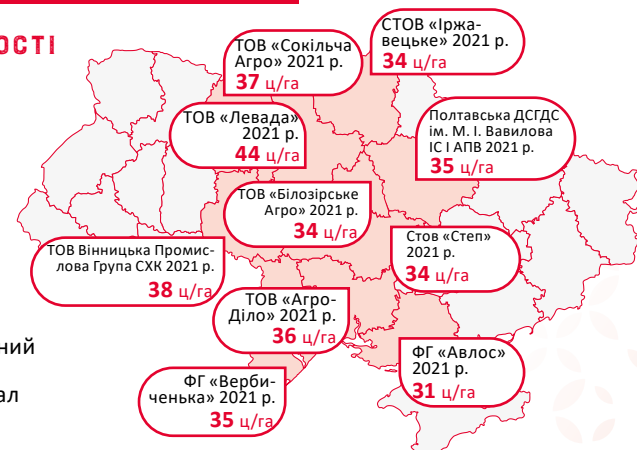 ОСТІ
ТОВ «Сокільча
Агро» 2021 р.
37 ц/га
СТОВ «Іржа-
вецьке» 2021 р.
34 ц/га
ТОВ «Левада»
2021 р.
44 ц/га
Полтавська ДСГДС
ім. М. І. Вавилова
ІС І АПВ 2021 р.
35 ц/га
ТОВ «Білозірське
Агро» 2021 р.
34 ц/га
ТОВ Вінницька Промис-
лова Група СХК 2021 р.
38 ц/га
Стов «Степ»
2021 р.
34 ц/га
ТОВ «Агро-
Діло» 2021 р.
36 ц/га
ний
ФГ «Авлос»
2021 р.
31 ц/га
ал
ФГ «Верби-
ченька» 2021 р.
35 ц/га